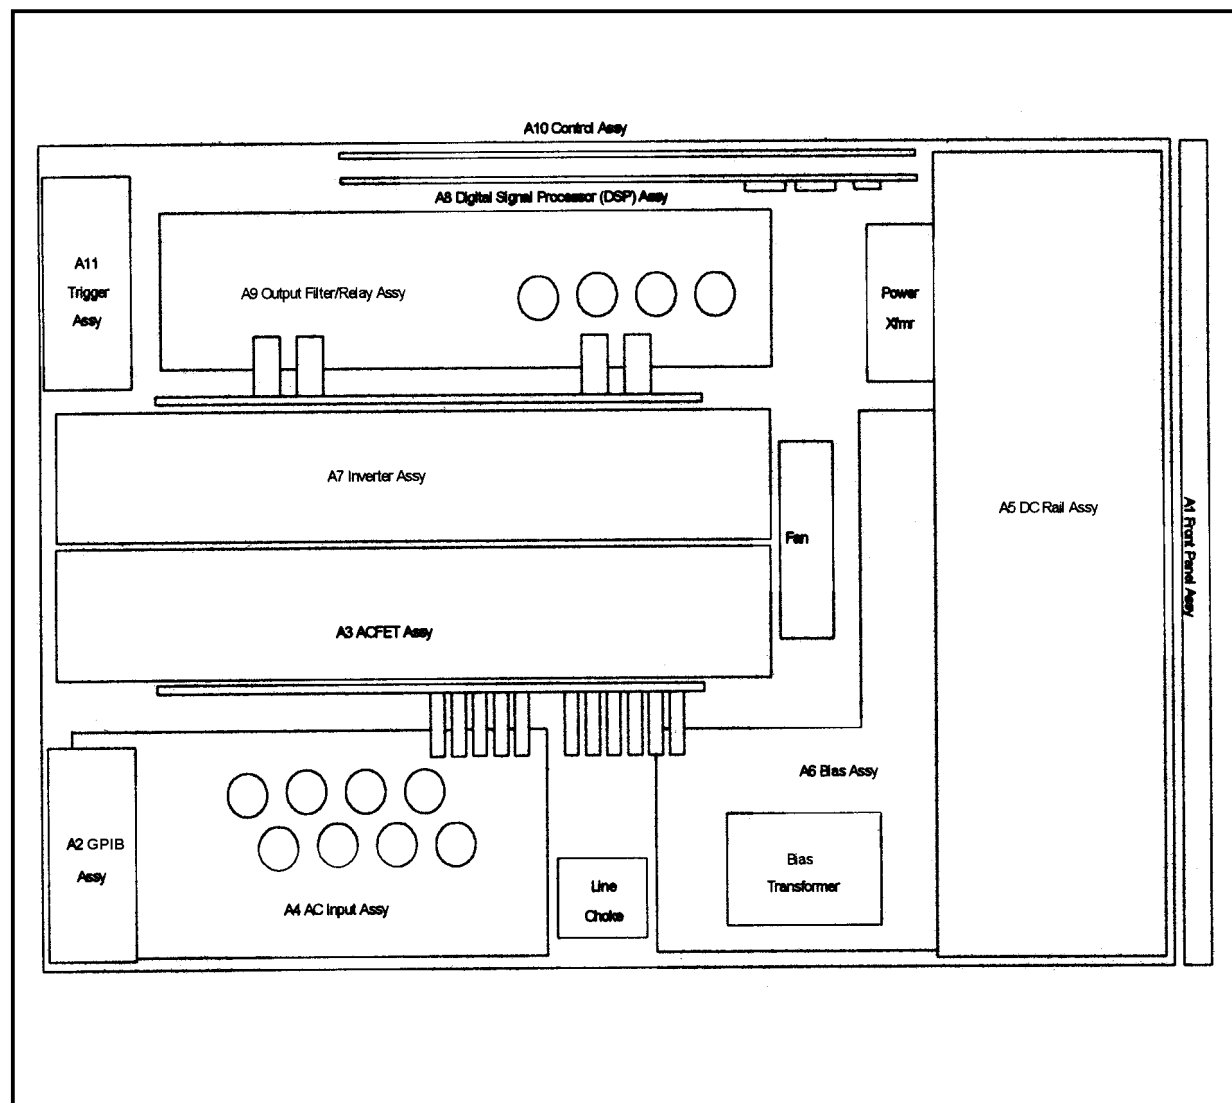 A10 Control Assy
A8 Digital Signal Processor (DSP) Assy
A11
Trigger
Assy
A9 Output Filter/Relay Assy
Power
Xfmr
A7 Inverter Assy
Fan
A5 DC Rail Assy
A1 Front Panel Assy
A3 ACFET Assy
A6 Bias Assy
A2 GPIB
Assy
A4 AC Input Assy
Line
Choke
Bias
Transformer